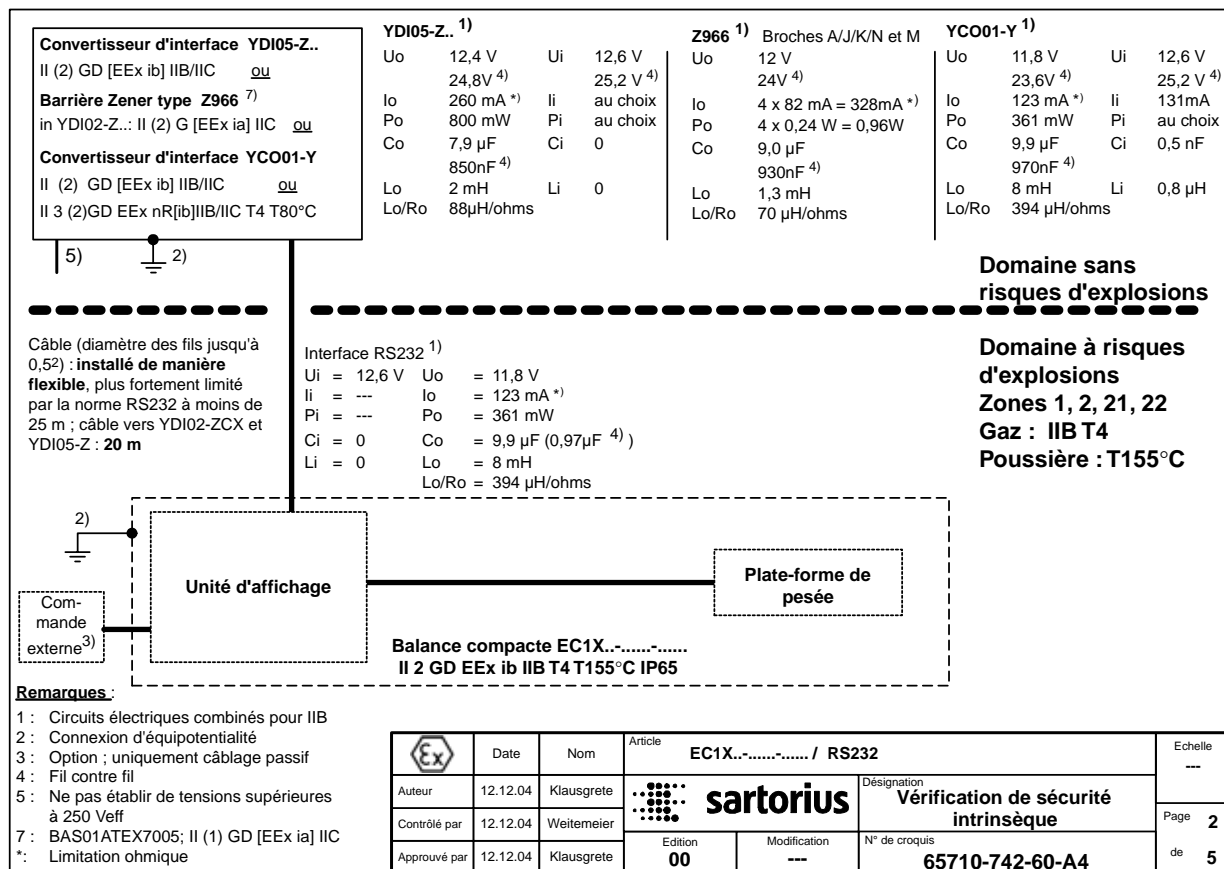 Convertisseur d'interface YDI05-Z..
II (2) GD [EEx ib] IIB/IIC ou
Barrière Zener type Z966 7)
in YDI02-Z..: II (2) G [EEx ia] IIC ou
Convertisseur d'interface YCO01-Y
II (2) GD [EEx ib] IIB/IIC ou
II 3 (2)GD EEx nR[ib]IIB/IIC T4 T80°C
5)
2)
YDI05-Z.. 1)
Uo 12,4 V Ui 12,6 V
24,8V 4) 25,2 V 4)
Io 260 mA *) Ii au choix
Po 800 mW Pi au choix
Co 7,9 µF Ci 0
850nF 4)
Lo 2 mH Li 0
Lo/Ro 88µH/ohms
Z966 1) Broches A/J/K/N et M
Uo 12 V
24V 4)
Io 4 x 82 mA = 328mA *)
Po 4 x 0,24 W = 0,96W
Co 9,0 µF
930nF 4)
Lo 1,3 mH
Lo/Ro 70 µH/ohms
YCO01-Y 1)
Uo 11,8 V Ui 12,6 V
23,6V 4) 25,2 V 4)
Io 123 mA *) Ii 131mA
Po 361 mW Pi au choix
Co 9,9 µF Ci 0,5 nF
970nF 4)
Lo 8 mH Li 0,8 µH
Lo/Ro 394 µH/ohms
Domaine sans
risques d'explosions
Câble (diamètre des fils jusqu'à
0,5²) : installé de manière
flexible, plus fortement limité
par la norme RS232 à moins de
25 m ; câble vers YDI02-ZCX et
YDI05-Z : 20 m
Interface RS232 1)
Ui = 12,6 V Uo = 11,8 V
Ii = --- Io = 123 mA *)
Pi = --- Po = 361 mW
Ci = 0 Co = 9,9 µF (0,97µF 4) )
Li = 0 Lo = 8 mH
Lo/Ro = 394 µH/ohms
Domaine à risques
d'explosions
Zones 1, 2, 21, 22
Gaz : IIB T4
Poussière : T155°C
2)
Unité d'affichage
Plate-forme de
pesée
Com-
mande
externe3)
Balance compacte EC1X..-......-......
II 2 GD EEx ib IIB T4 T155°C IP65
Remarques :
1 : Circuits électriques combinés pour IIB
2 : Connexion d'équipotentialité
3 : Option ; uniquement câblage passif
4 : Fil contre fil
5 : Ne pas établir de tensions supérieures
à 250 Veff
7 : BAS01ATEX7005; II (1) GD [EEx ia] IIC
*: Limitation ohmique
Ex
Date
Nom
Article
EC1X..-......-...... / RS232
Echelle
---
Auteur 12.12.04 Klausgrete
Contrôlé par 12.12.04 Weitemeier
Approuvé par 12.12.04 Klausgrete
sartorius
Désignation
Vérification de sécurité
intrinsèque
Page 2
de 5
Edition
00
Modification
---
N° de croquis
65710-742-60-A4